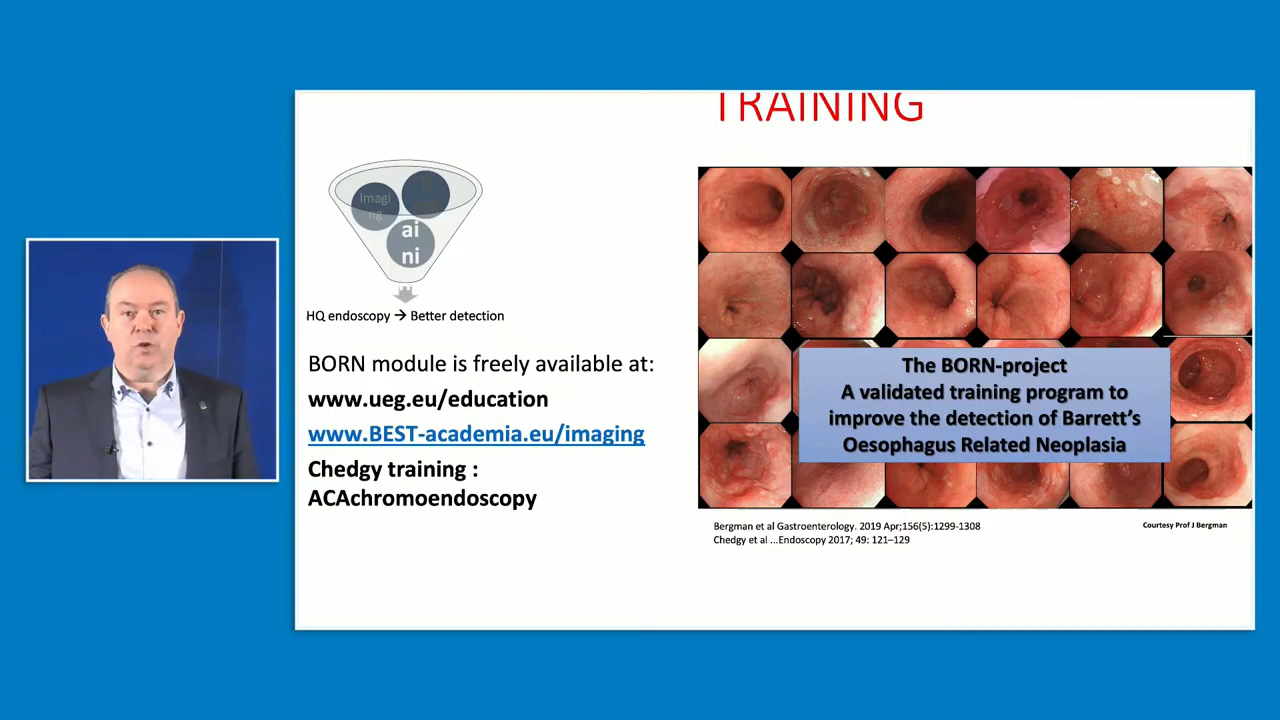 TRAINING
Imagi
ng
ai
ni
HQ endoscopy → Better detection
BORN module is freely available at:
www.ueg.eu/education
www.BEST-academia.eu/imaging
Chedgy training :
ACAchromoendoscopy
The BORN-project
A validated training program to
improve the detection of Barrett’s
Oesophagus Related Neoplasia
Bergman et al Gastroenterology. 2019 Apr;156(5):1299-1308
Chedgy et al ...Endoscopy 2017; 49: 121–129
Courtesy Prof J Bergman